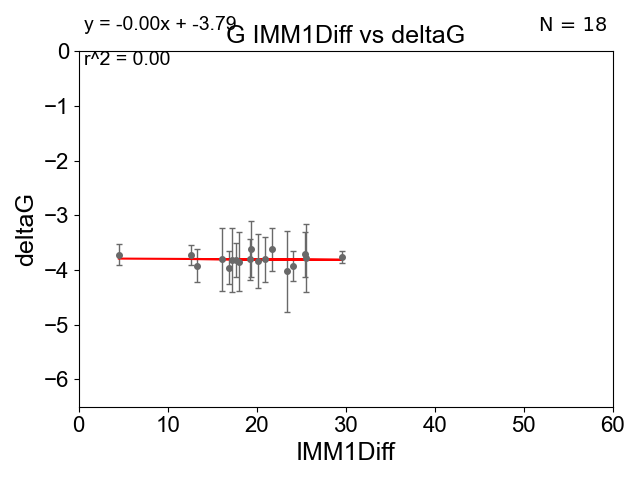 y = -0.00x + -3.79
G IMM1Diff vs deltaG
N = 18
r^2 = 0.00
0
−1
−2
−3
−4
−5
−6
deltaG
0 10 20 30 40 50 60
IMM1Diff